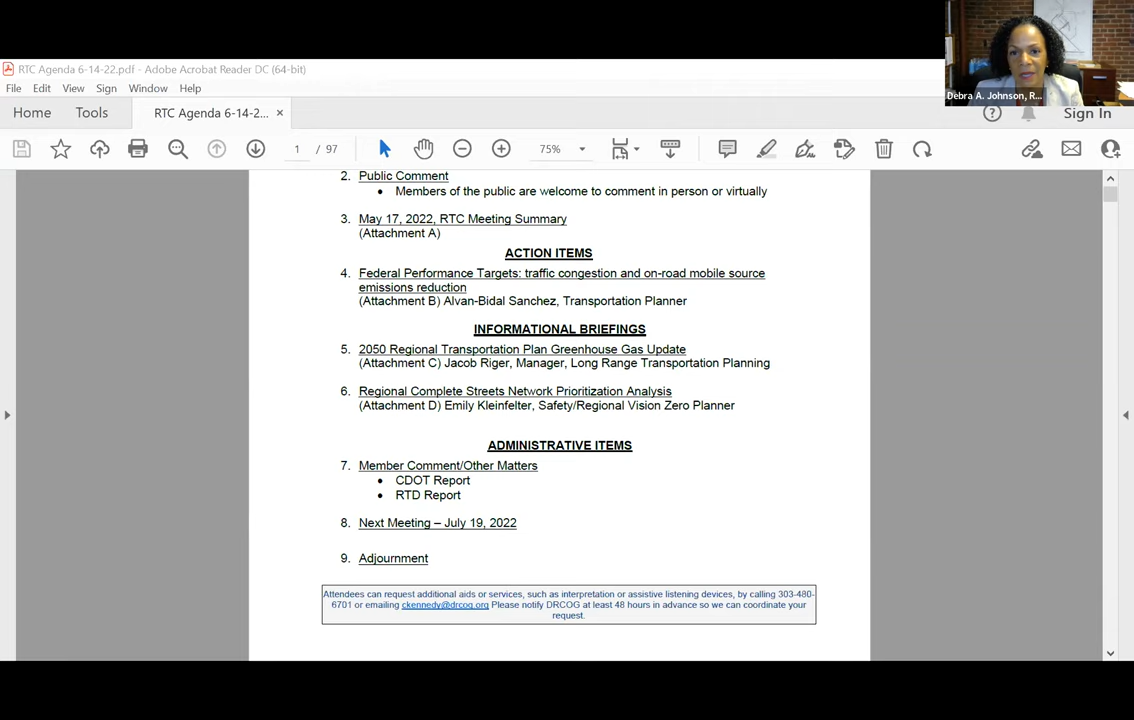 RTC Agenda 6-14-22.pdf - Adobe Acrobat Reader DC (64-bit)
File Edit View Sign Window Help
Home Tools RTC Agenda 6-14-2... ×
Debra A. Johnson, R...
Sign In
1 / 97 75%
2. Public Comment
• Members of the public are welcome to comment in person or virtually
3. May 17, 2022, RTC Meeting Summary
(Attachment A)
ACTION ITEMS
4. Federal Performance Targets: traffic congestion and on-road mobile source
emissions reduction
(Attachment B) Alvan-Bidal Sanchez, Transportation Planner
INFORMATIONAL BRIEFINGS
5. 2050 Regional Transportation Plan Greenhouse Gas Update
(Attachment C) Jacob Riger, Manager, Long Range Transportation Planning
6. Regional Complete Streets Network Prioritization Analysis
(Attachment D) Emily Kleinfelter, Safety/Regional Vision Zero Planner
ADMINISTRATIVE ITEMS
7. Member Comment/Other Matters
• CDOT Report
• RTD Report
8. Next Meeting – July 19, 2022
9. Adjournment
Attendees can request additional aids or services, such as interpretation or assistive listening devices, by calling 303-480-
6701 or emailing ckennedy@drcog.org Please notify DRCOG at least 48 hours in advance so we can coordinate your
request.